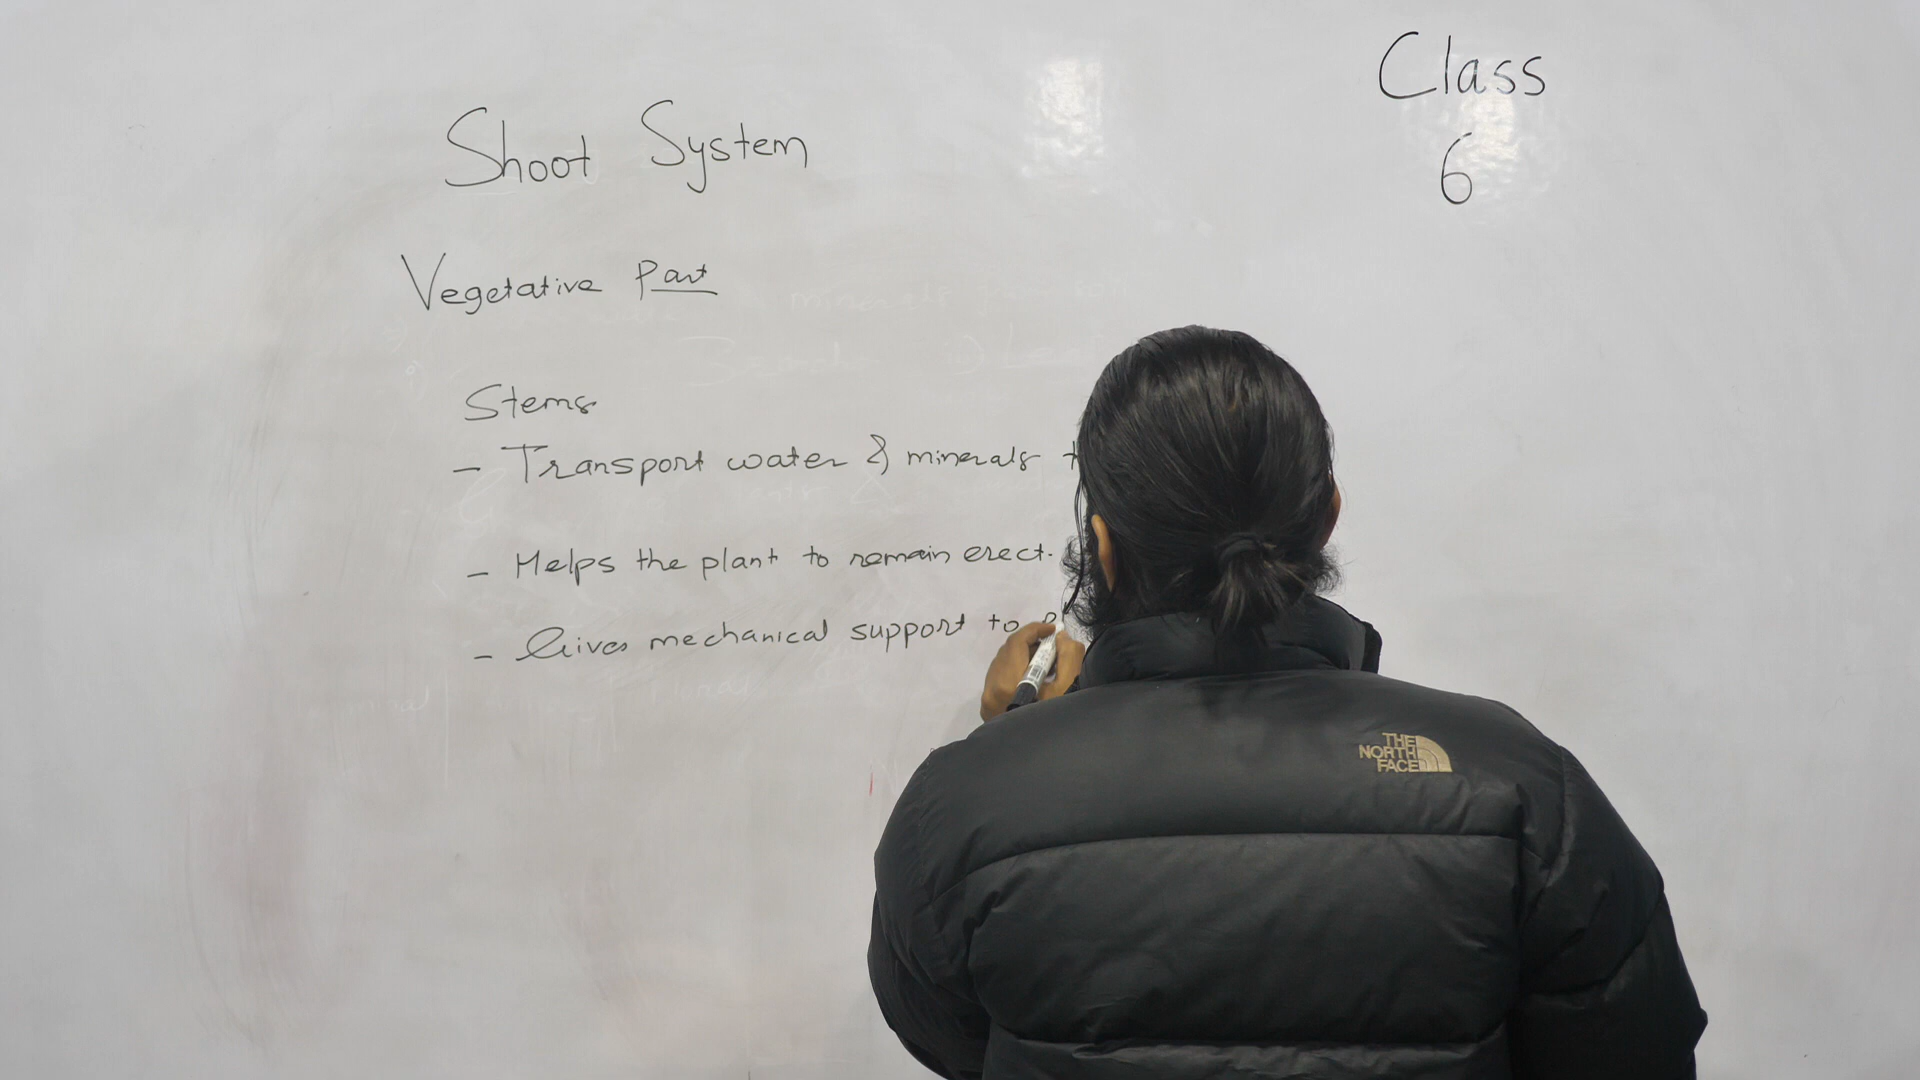 Class
6
Shoot System
Vegetative Part
Stems
- Transport water & minerals
- Helps the plant to remain erect.
- Gives mechanical support to
THE
NORTH
FACE